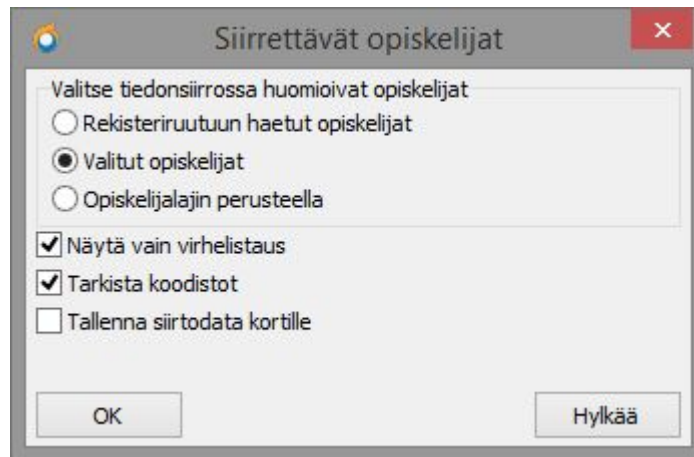 Siirrettävät opiskelijat
Valitse tiedonsiirrossa huomioivat opiskelijat
Rekisteriruutuun haetut opiskelijat
Valitut opiskelijat
Opiskelijalajin perusteella
Näytä vain virhelistaus
Tarkista koodistot
Tallenna siirtodata kortille
OK
Hylkää